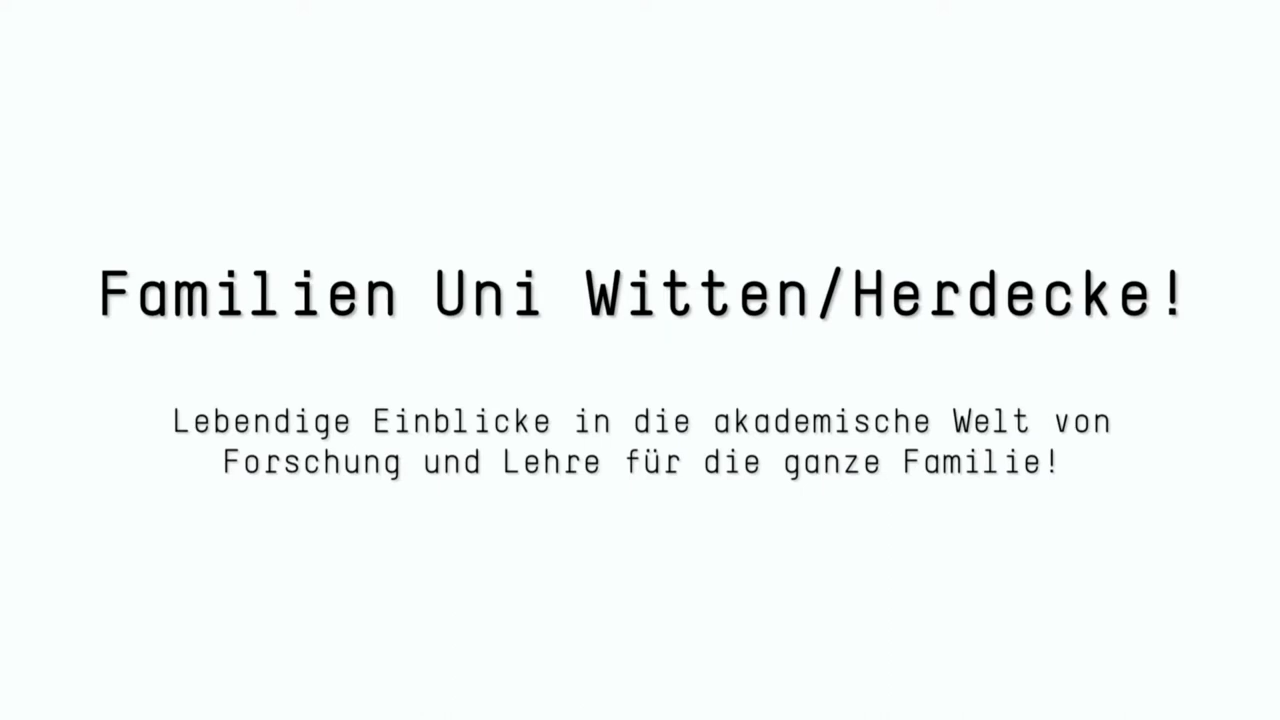 Familien Uni Witten/Herdecke!
Lebendige Einblicke in die akademische Welt von
Forschung und Lehre für die ganze Familie!